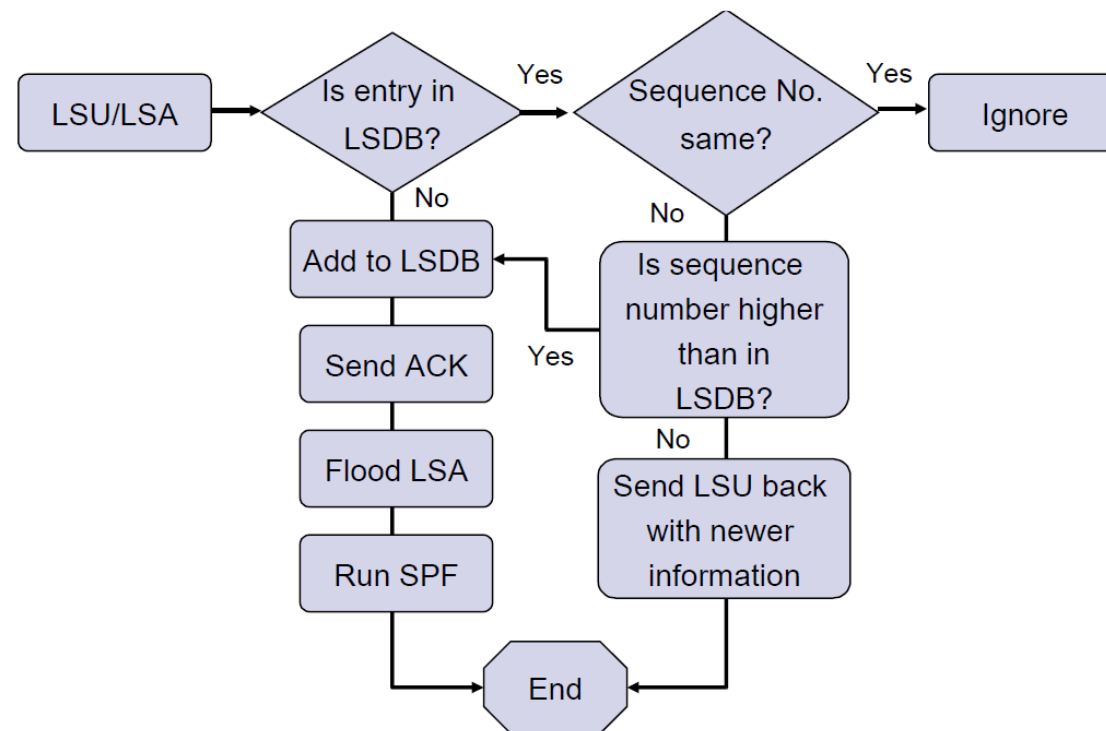 LSU/LSA
Is entry in
LSDB?
Yes
Sequence No.
same?
Yes
Ignore
No
No
Add to LSDB
Is sequence
number higher
than in
LSDB?
Yes
Send ACK
No
Flood LSA
Send LSU back
with newer
information
Run SPF
End